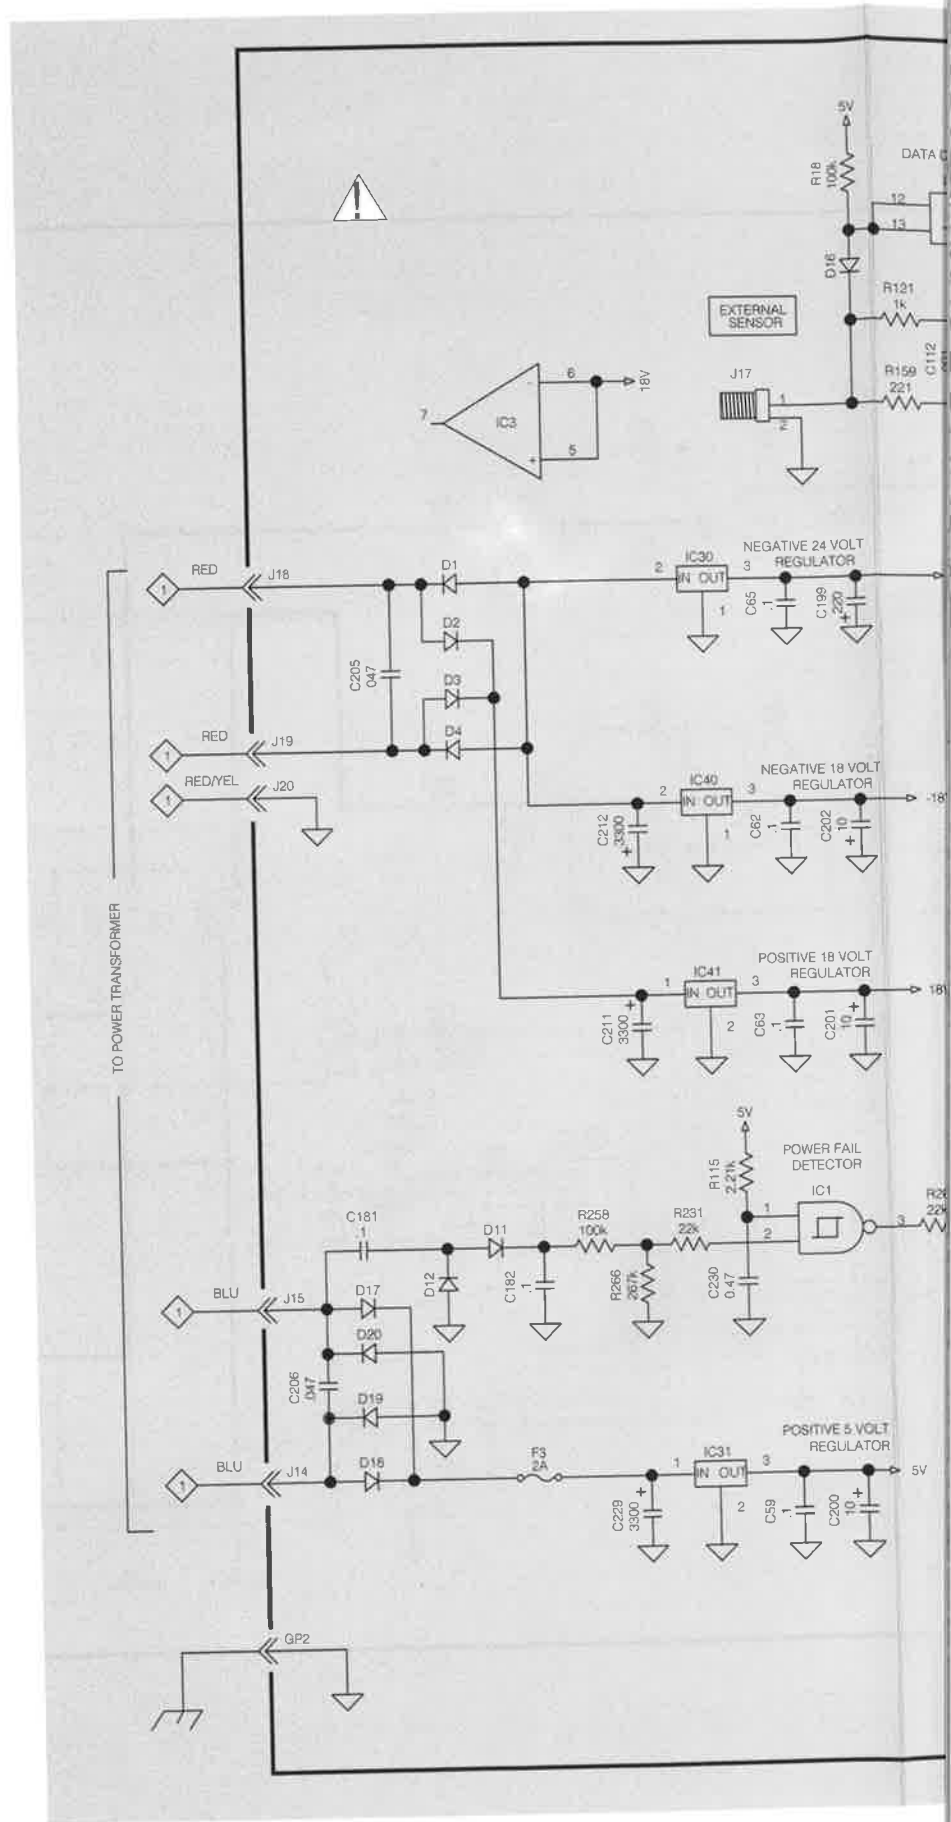 5V
R18
100k
DATA
12
13
D16
R121
1k
EXTERNAL
SENSOR
C112
J17
R159
221
1
2
6
18V
7
IC3
-
+
5
RED
1
J18
D1
2
IC30
IN OUT
3
1
NEGATIVE 24 VOLT
REGULATOR
C65
.1
C199
220
+
D2
C205
.047
D3
RED
1
J19
D4
RED/YEL
1
J20
2
IC40
IN OUT
3
1
NEGATIVE 18 VOLT
REGULATOR
-18
C212
3300
+
C62
.1
C202
10
+
TO POWER TRANSFORMER
1
IC41
IN OUT
3
2
POSITIVE 18 VOLT
REGULATOR
18V
C211
3300
+
C63
.1
C201
10
+
5V
R115
2.21k
POWER FAIL
DETECTOR
IC1
1
2
3
22k
C181
.1
D11
R258
100k
R231
22k
D12
C182
.1
R266
267k
C230
0.47
BLU
1
J15
D17
D20
C206
.047
D19
BLU
1
J14
D18
F3
2A
1
IC31
IN OUT
3
2
POSITIVE 5 VOLT
REGULATOR
5V
C229
3300
+
C59
.1
C200
10
+
GP2